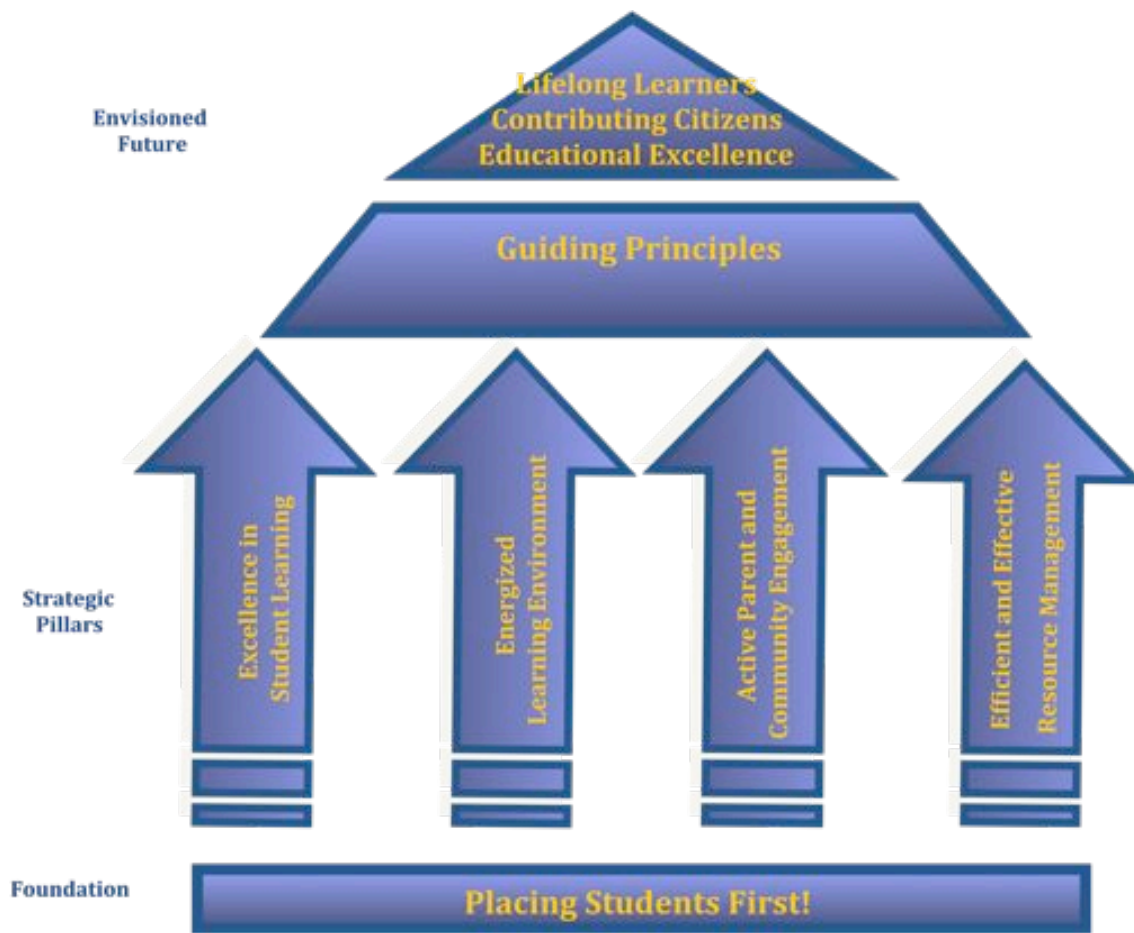 Lifelong Learners
Contributing Citizens
Educational Excellence
Envisioned
Future
Guiding Principles
Strategic
Pillars
Excellence in
Student Learning
Energized
Learning Environment
Active Parent and
Community Engagement
Efficient and Effective
Resource Management
Foundation
Placing Students First!